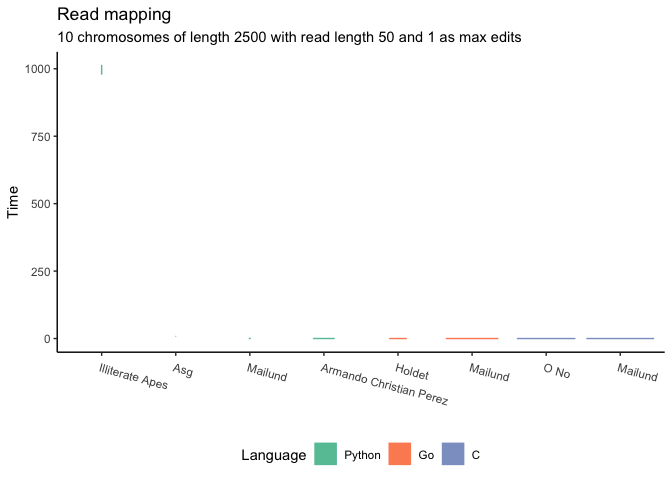 Read mapping
10 chromosomes of length 2500 with read length 50 and 1 as max edits
Time
1000
750
500
250
0
Illiterate Apes
Asg
Mailund
Armando Christian Perez
Holdet
Mailund
O No
Mailund
Language Python Go C